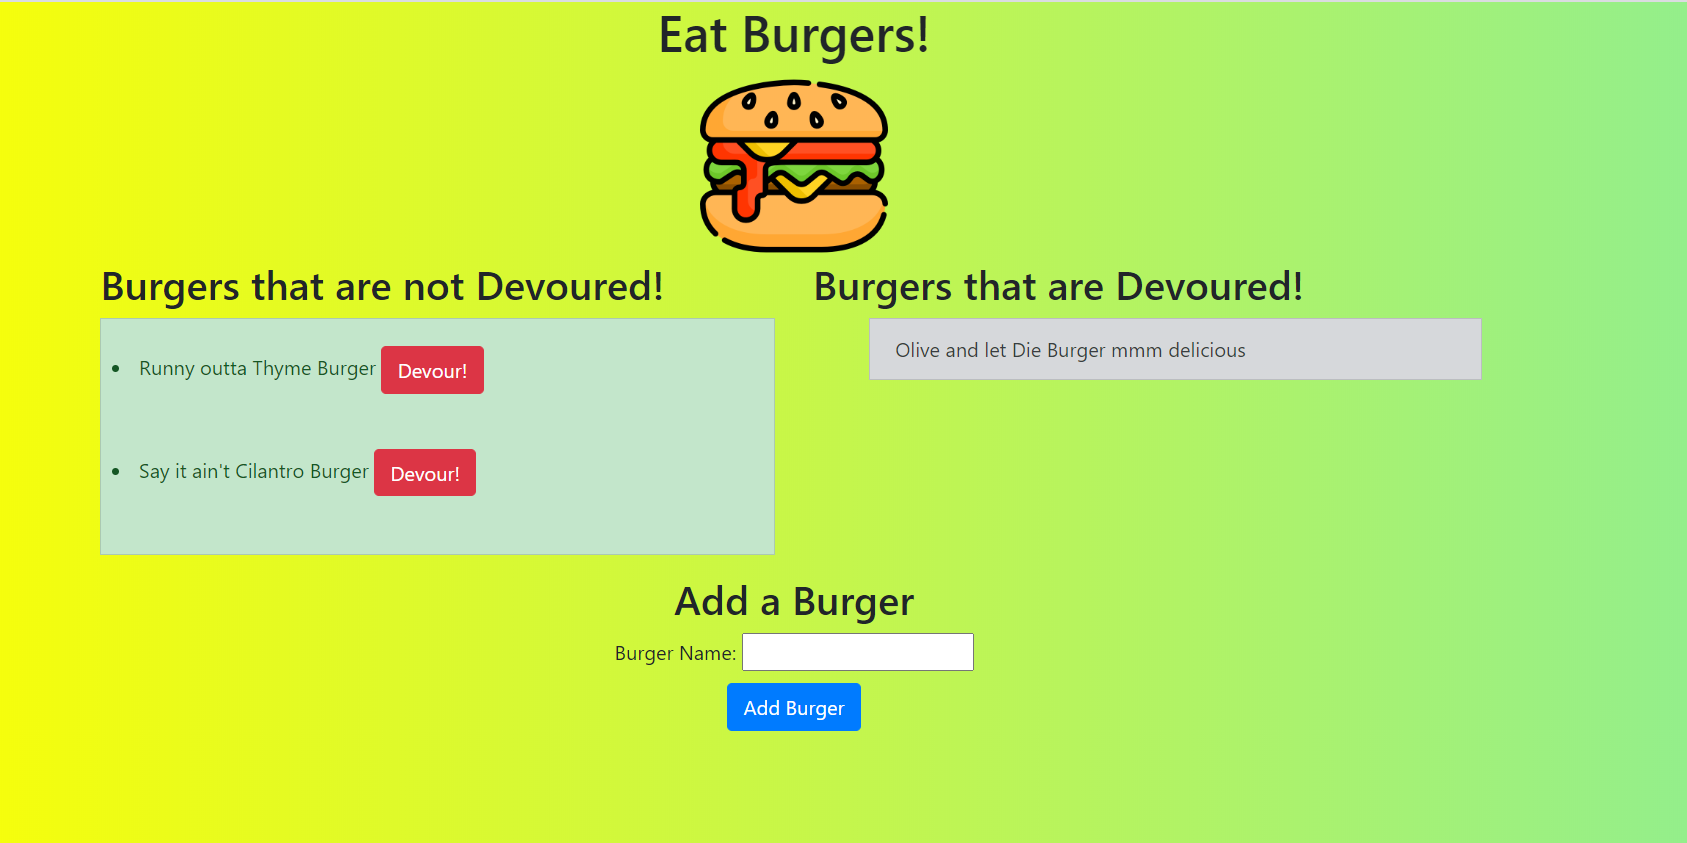 Eat Burgers!
Burgers that are not Devoured!
Runny outta Thyme Burger Devour!
Say it ain't Cilantro Burger Devour!
Burgers that are Devoured!
Olive and let Die Burger mmm delicious
Add a Burger
Burger Name:
Add Burger